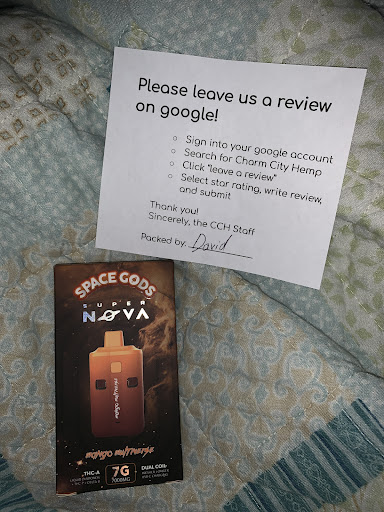 Please leave us a review
on google!
○ Sign into your google account
○ Search for Charm City Hemp
○ Click "leave a review"
○ Select star rating, write review,
and submit
Thank you!
Sincerely, the CCH Staff
Packed by, David
SPACE GODS
SUPER
NOVA
MANGO MULTIVERSE
THC-A
7G
7000MG
DUAL COIL